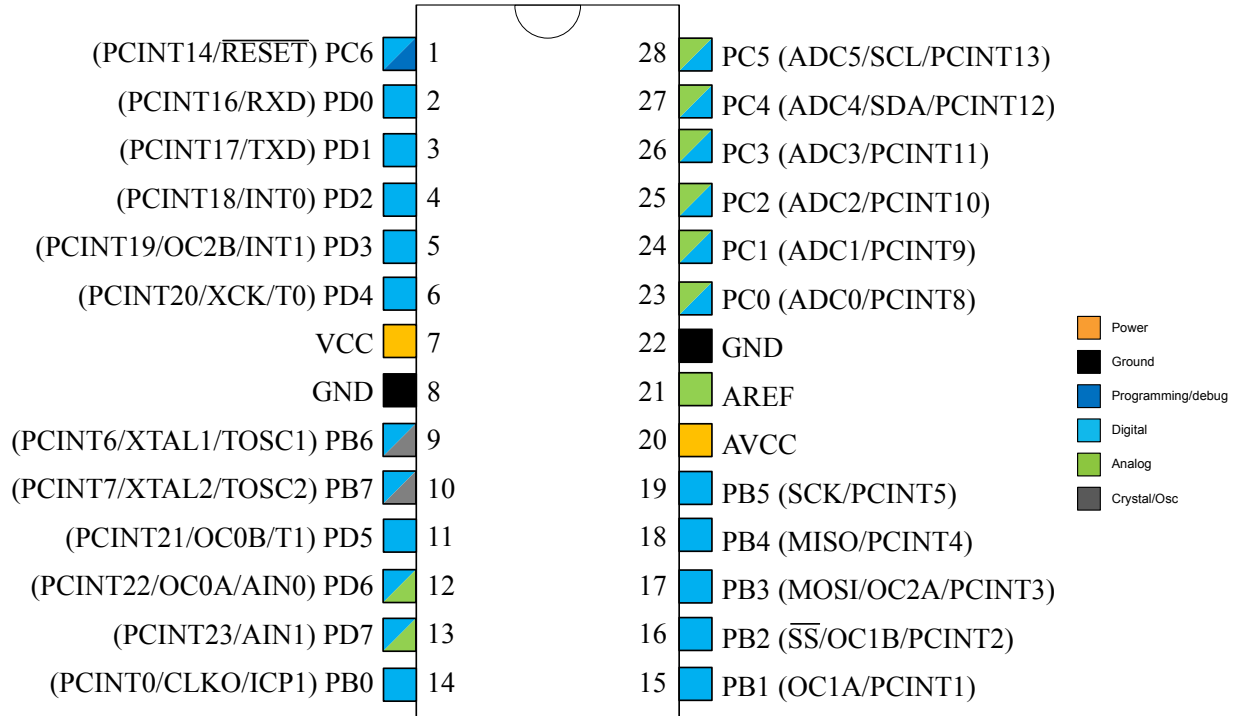 (PCINT14/RESET) PC6 1
(PCINT16/RXD) PD0 2
(PCINT17/TXD) PD1 3
(PCINT18/INT0) PD2 4
(PCINT19/OC2B/INT1) PD3 5
(PCINT20/XCK/T0) PD4 6
VCC 7
GND 8
(PCINT6/XTAL1/TOSC1) PB6 9
(PCINT7/XTAL2/TOSC2) PB7 10
(PCINT21/OC0B/T1) PD5 11
(PCINT22/OC0A/AIN0) PD6 12
(PCINT23/AIN1) PD7 13
(PCINT0/CLKO/ICP1) PB0 14
28 PC5 (ADC5/SCL/PCINT13)
27 PC4 (ADC4/SDA/PCINT12)
26 PC3 (ADC3/PCINT11)
25 PC2 (ADC2/PCINT10)
24 PC1 (ADC1/PCINT9)
23 PC0 (ADC0/PCINT8)
22 GND
21 AREF
20 AVCC
19 PB5 (SCK/PCINT5)
18 PB4 (MISO/PCINT4)
17 PB3 (MOSI/OC2A/PCINT3)
16 PB2 (SS/OC1B/PCINT2)
15 PB1 (OC1A/PCINT1)
Power
Ground
Programming/debug
Digital
Analog
Crystal/Osc